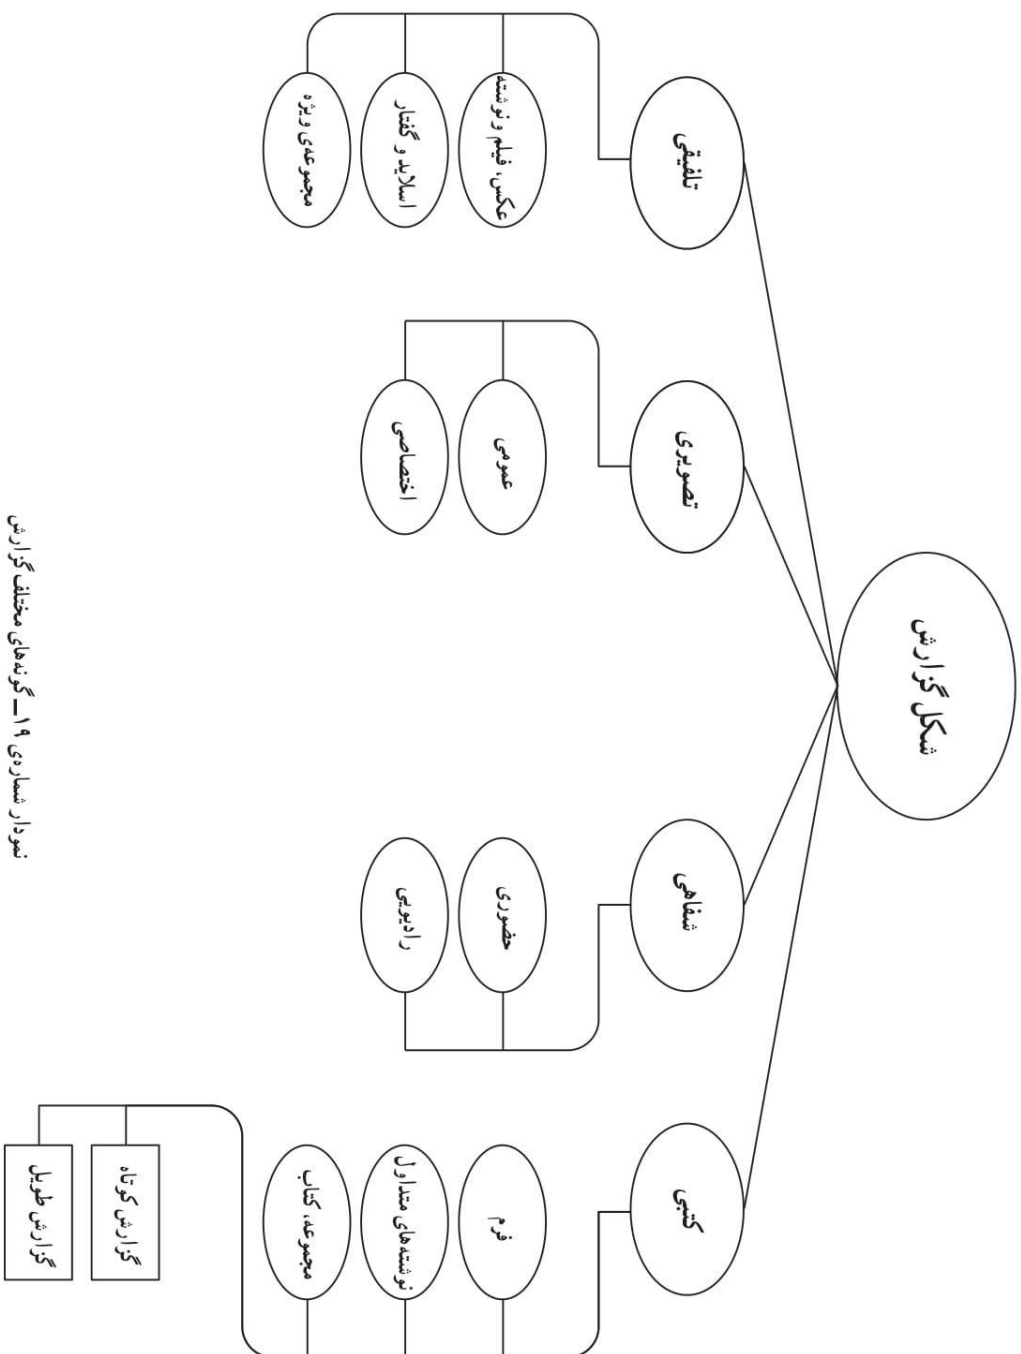 شکل گزارش
کتبی
شفاهی
تصویری
تلفیقی
فرم
نوشته‌های متداول
مجموعه، کتاب
گزارش کوتاه
گزارش طویل
حضوری
رادیویی
عمومی
اختصاصی
عکس، فیلم و نوشته
اسلاید و گفتار
مجموعه‌ی ویژه
نمودار شماره‌ی ۱۹ــ گونه‌های مختلف گزارش